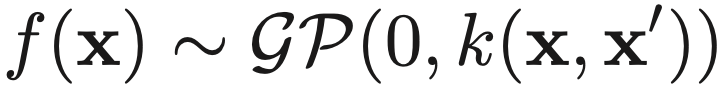 f(𝐱) ∼ 𝒢𝒫(0, k(𝐱, 𝐱′))